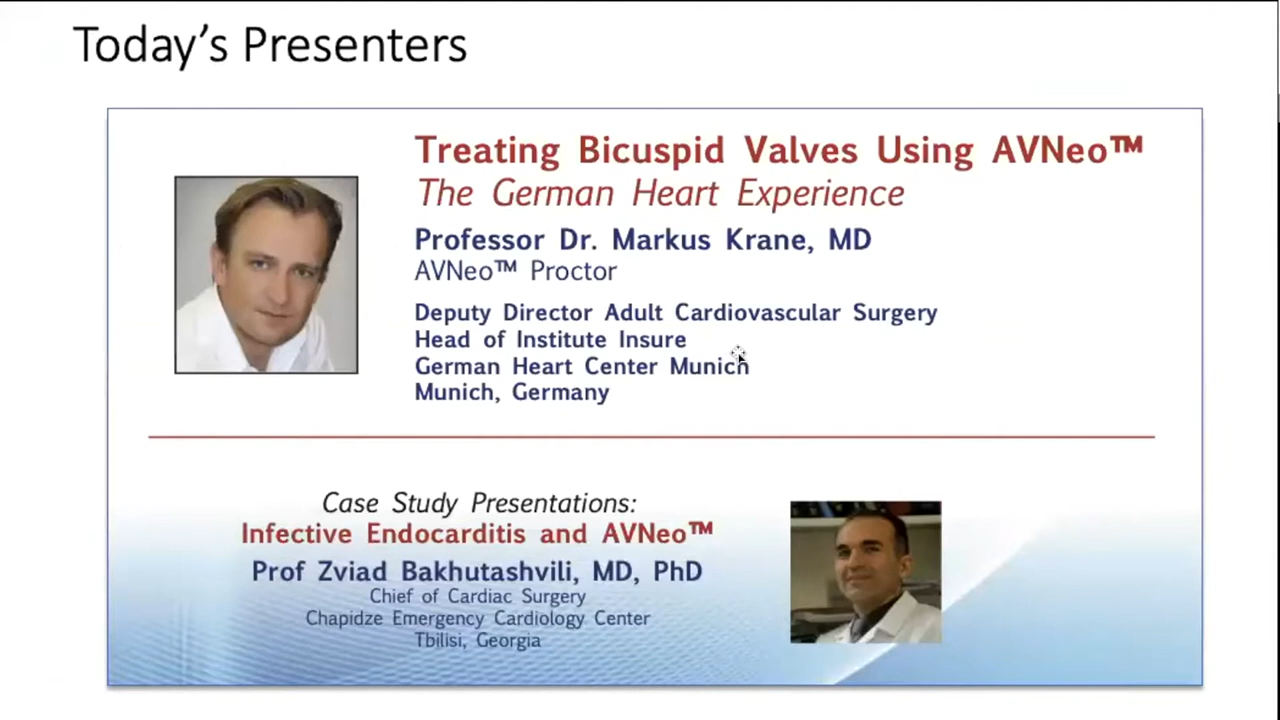 Today's Presenters
Treating Bicuspid Valves Using AVNeo™
The German Heart Experience
Professor Dr. Markus Krane, MD
AVNeo™ Proctor
Deputy Director Adult Cardiovascular Surgery
Head of Institute Insure
German Heart Center Munich
Munich, Germany
Case Study Presentations:
Infective Endocarditis and AVNeo™
Prof Zviad Bakhutashvili, MD, PhD
Chief of Cardiac Surgery
Chapidze Emergency Cardiology Center
Tbilisi, Georgia